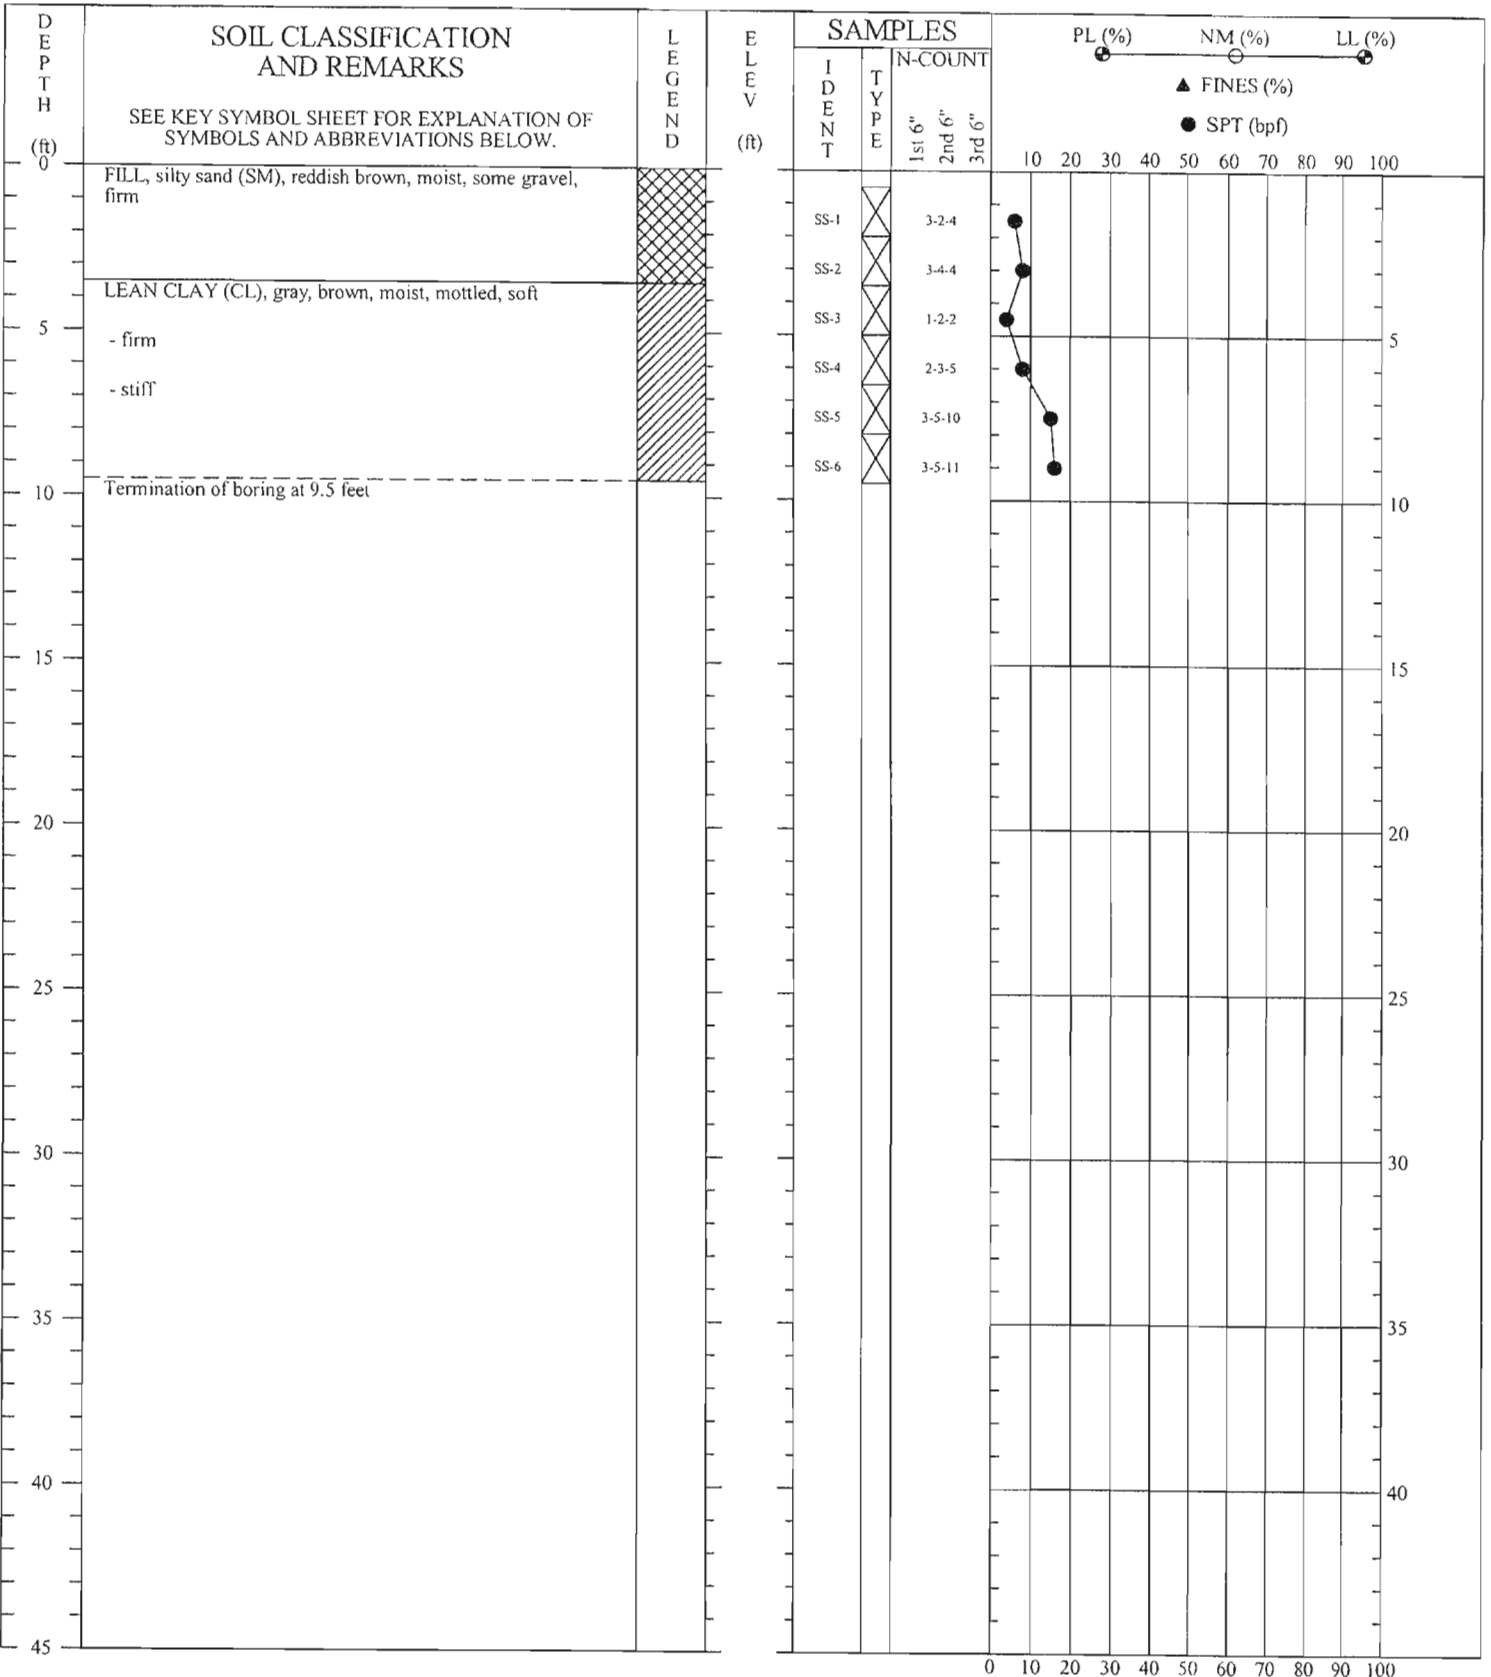 DEPTH
(ft)
SOIL CLASSIFICATION
AND REMARKS
SEE KEY SYMBOL SHEET FOR EXPLANATION OF
SYMBOLS AND ABBREVIATIONS BELOW.
LEGEND
ELEV
(ft)
SAMPLES
IDENT
TYPE
N-COUNT
1st 6"
2nd 6"
3rd 6"
PL (%) NM (%) LL (%)
FINES (%)
SPT (bpf)
10 20 30 40 50 60 70 80 90 100
0
FILL, silty sand (SM), reddish brown, moist, some gravel,
firm
SS-1 3-2-4
SS-2 3-4-4
LEAN CLAY (CL), gray, brown, moist, mottled, soft
SS-3 1-2-2
5 5
- firm
SS-4 2-3-5
- stiff
SS-5 3-5-10
SS-6 3-5-11
10 Termination of boring at 9.5 feet 10
15 15
20 20
25 25
30 30
35 35
40 40
45
0 10 20 30 40 50 60 70 80 90 100